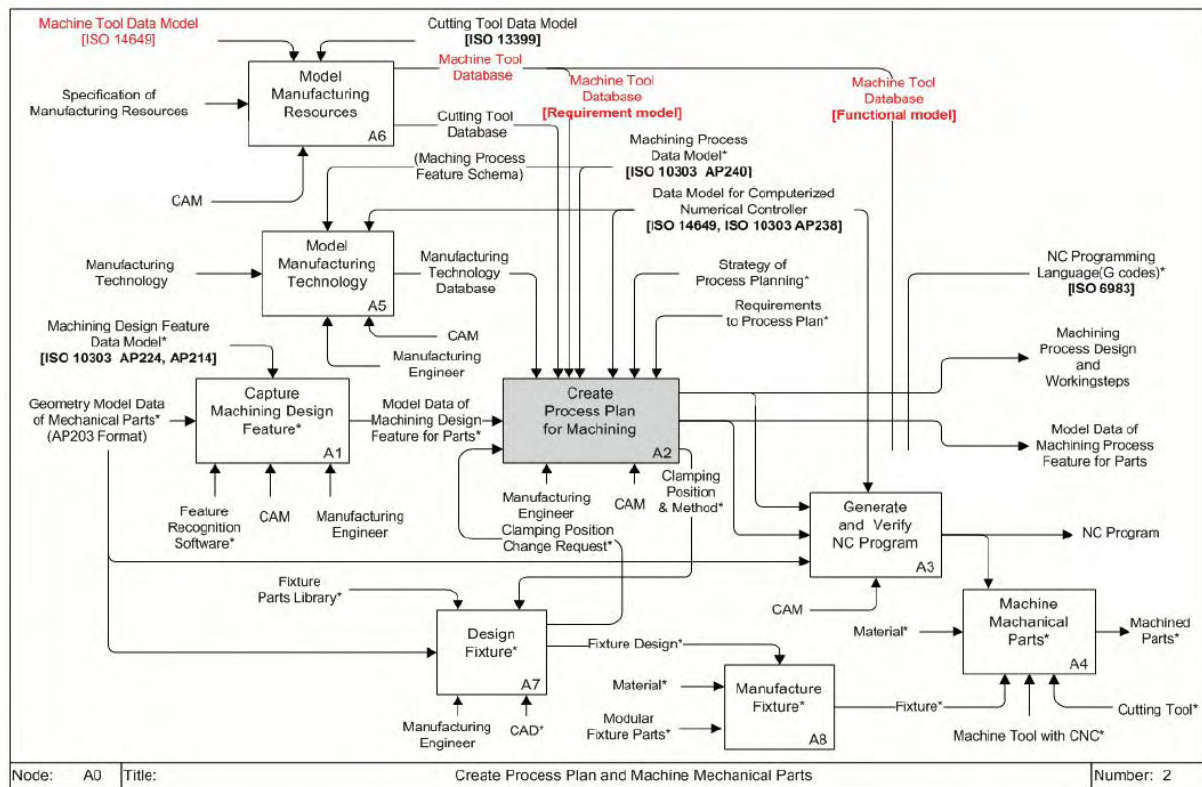 Machine Tool Data Model
[ISO 14649]
Cutting Tool Data Model
[ISO 13399]
Machine Tool
Database
Machine Tool
Database
[Requirement model]
Machine Tool
Database
[Functional model]
Specification of
Manufacturing Resources
Model
Manufacturing
Resources
A6
Cutting Tool
Database
CAM
(Maching Process
Feature Schema)
Machining Process
Data Model*
[ISO 10303 AP240]
Data Model for Computerized
Numerical Controller
[ISO 14649, ISO 10303 AP238]
Manufacturing
Technology
Model
Manufacturing
Technology
A5
Manufacturing
Technology
Database
Strategy of
Process Planning*
Requirements
to Process Plan*
NC Programming
Language(G codes)*
[ISO 6983]
CAM
Manufacturing
Engineer
Machining Design Feature
Data Model*
[ISO 10303 AP224, AP214]
Machining
Process Design
and
Workingsteps
Geometry Model Data
of Mechanical Parts*
(AP203 Format)
Capture
Machining Design
Feature*
A1
Model Data of
Machining Design
Feature for Parts*
Create
Process Plan
for Machining
A2
Model Data of
Machining Process
Feature for Parts
Feature
Recognition
Software*
CAM
Manufacturing
Engineer
Manufacturing
Engineer
CAM
Clamping
Position
& Method*
Clamping Position
Change Request*
Generate
and Verify
NC Program
A3
NC Program
CAM
Fixture
Parts Library*
Design
Fixture*
A7
Fixture Design*
Material*
Machine
Machanical
Parts*
A4
Machined
Parts*
Manufacturing
Engineer
CAD*
Material*
Modular
Fixture Parts*
Manufacture
Fixture*
A8
Fixture*
Machine Tool with CNC*
Cutting Tool*
Node: A0 Title: Create Process Plan and Machine Mechanical Parts Number: 2